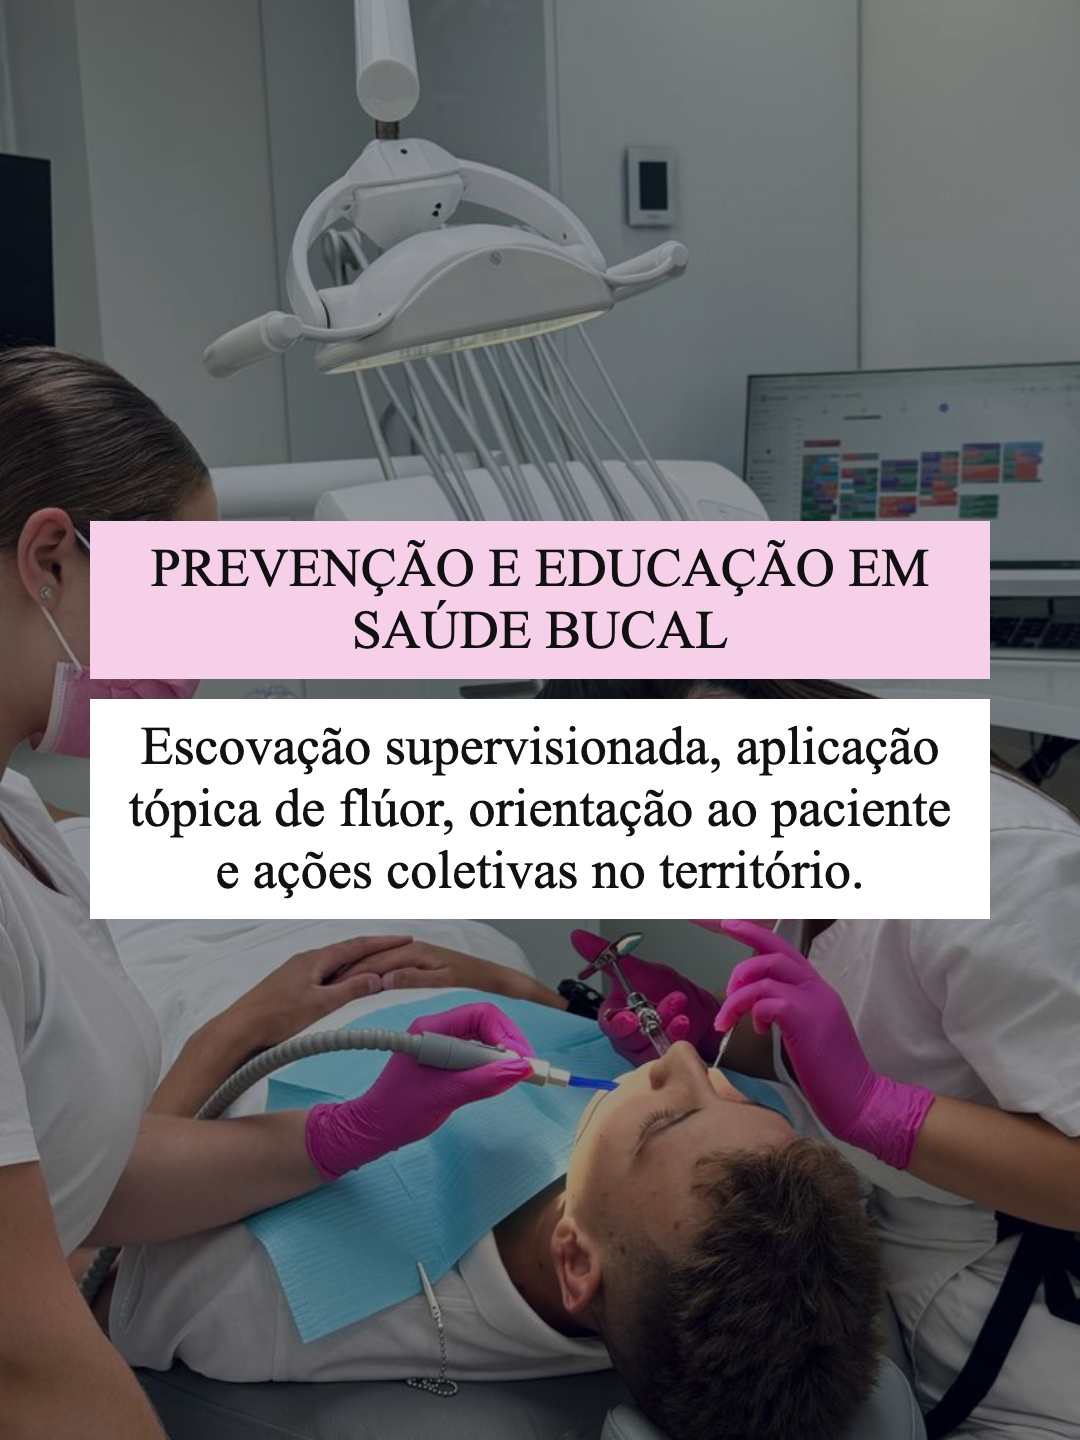 PREVENÇÃO E EDUCAÇÃO EM
SAÚDE BUCAL
Escovação supervisionada, aplicação
tópica de flúor, orientação ao paciente
e ações coletivas no território.